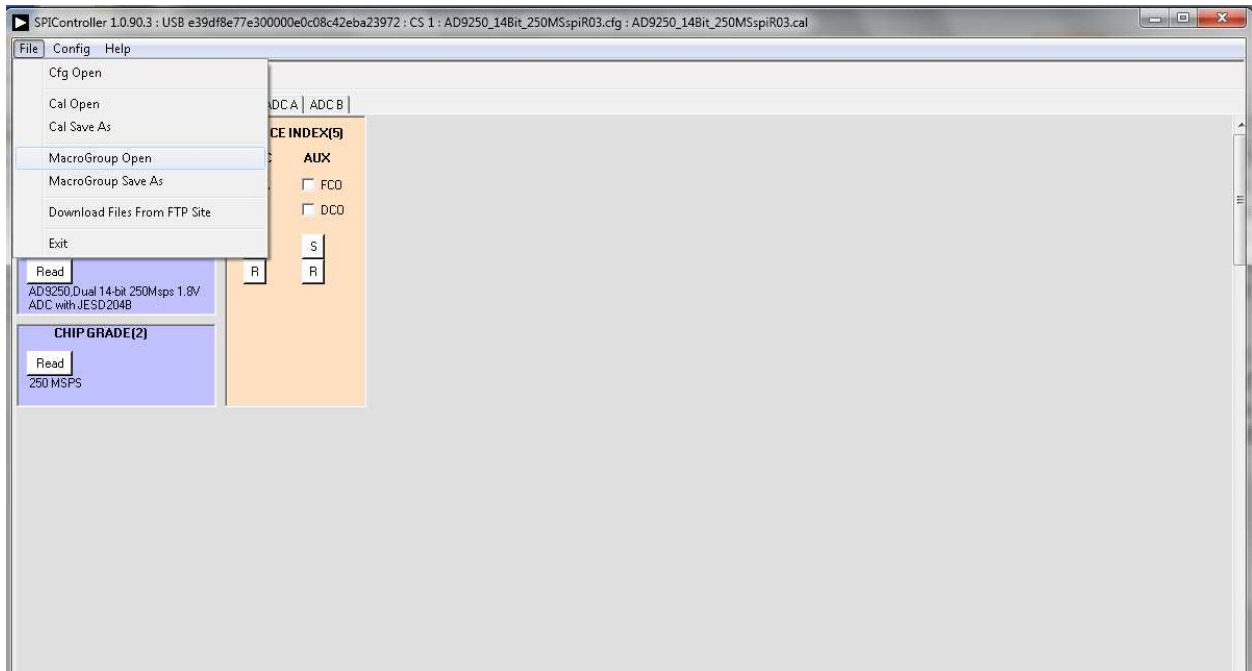 SPIController 1.0.90.3 : USB e39df8e77e300000e0c08c42eba23972 : CS 1 : AD9250_14Bit_250MSspiR03.cfg : AD9250_14Bit_250MSspiR03.cal
File Config Help
Cfg Open
Cal Open
Cal Save As
MacroGroup Open
MacroGroup Save As
Download Files From FTP Site
Exit
ADC A ADC B
CE INDEX(5)
AUX
FCO
DCO
S
R R
Read
AD9250,Dual 14-bit 250Msps 1.8V
ADC with JESD204B
CHIP GRADE(2)
Read
250 MSPS